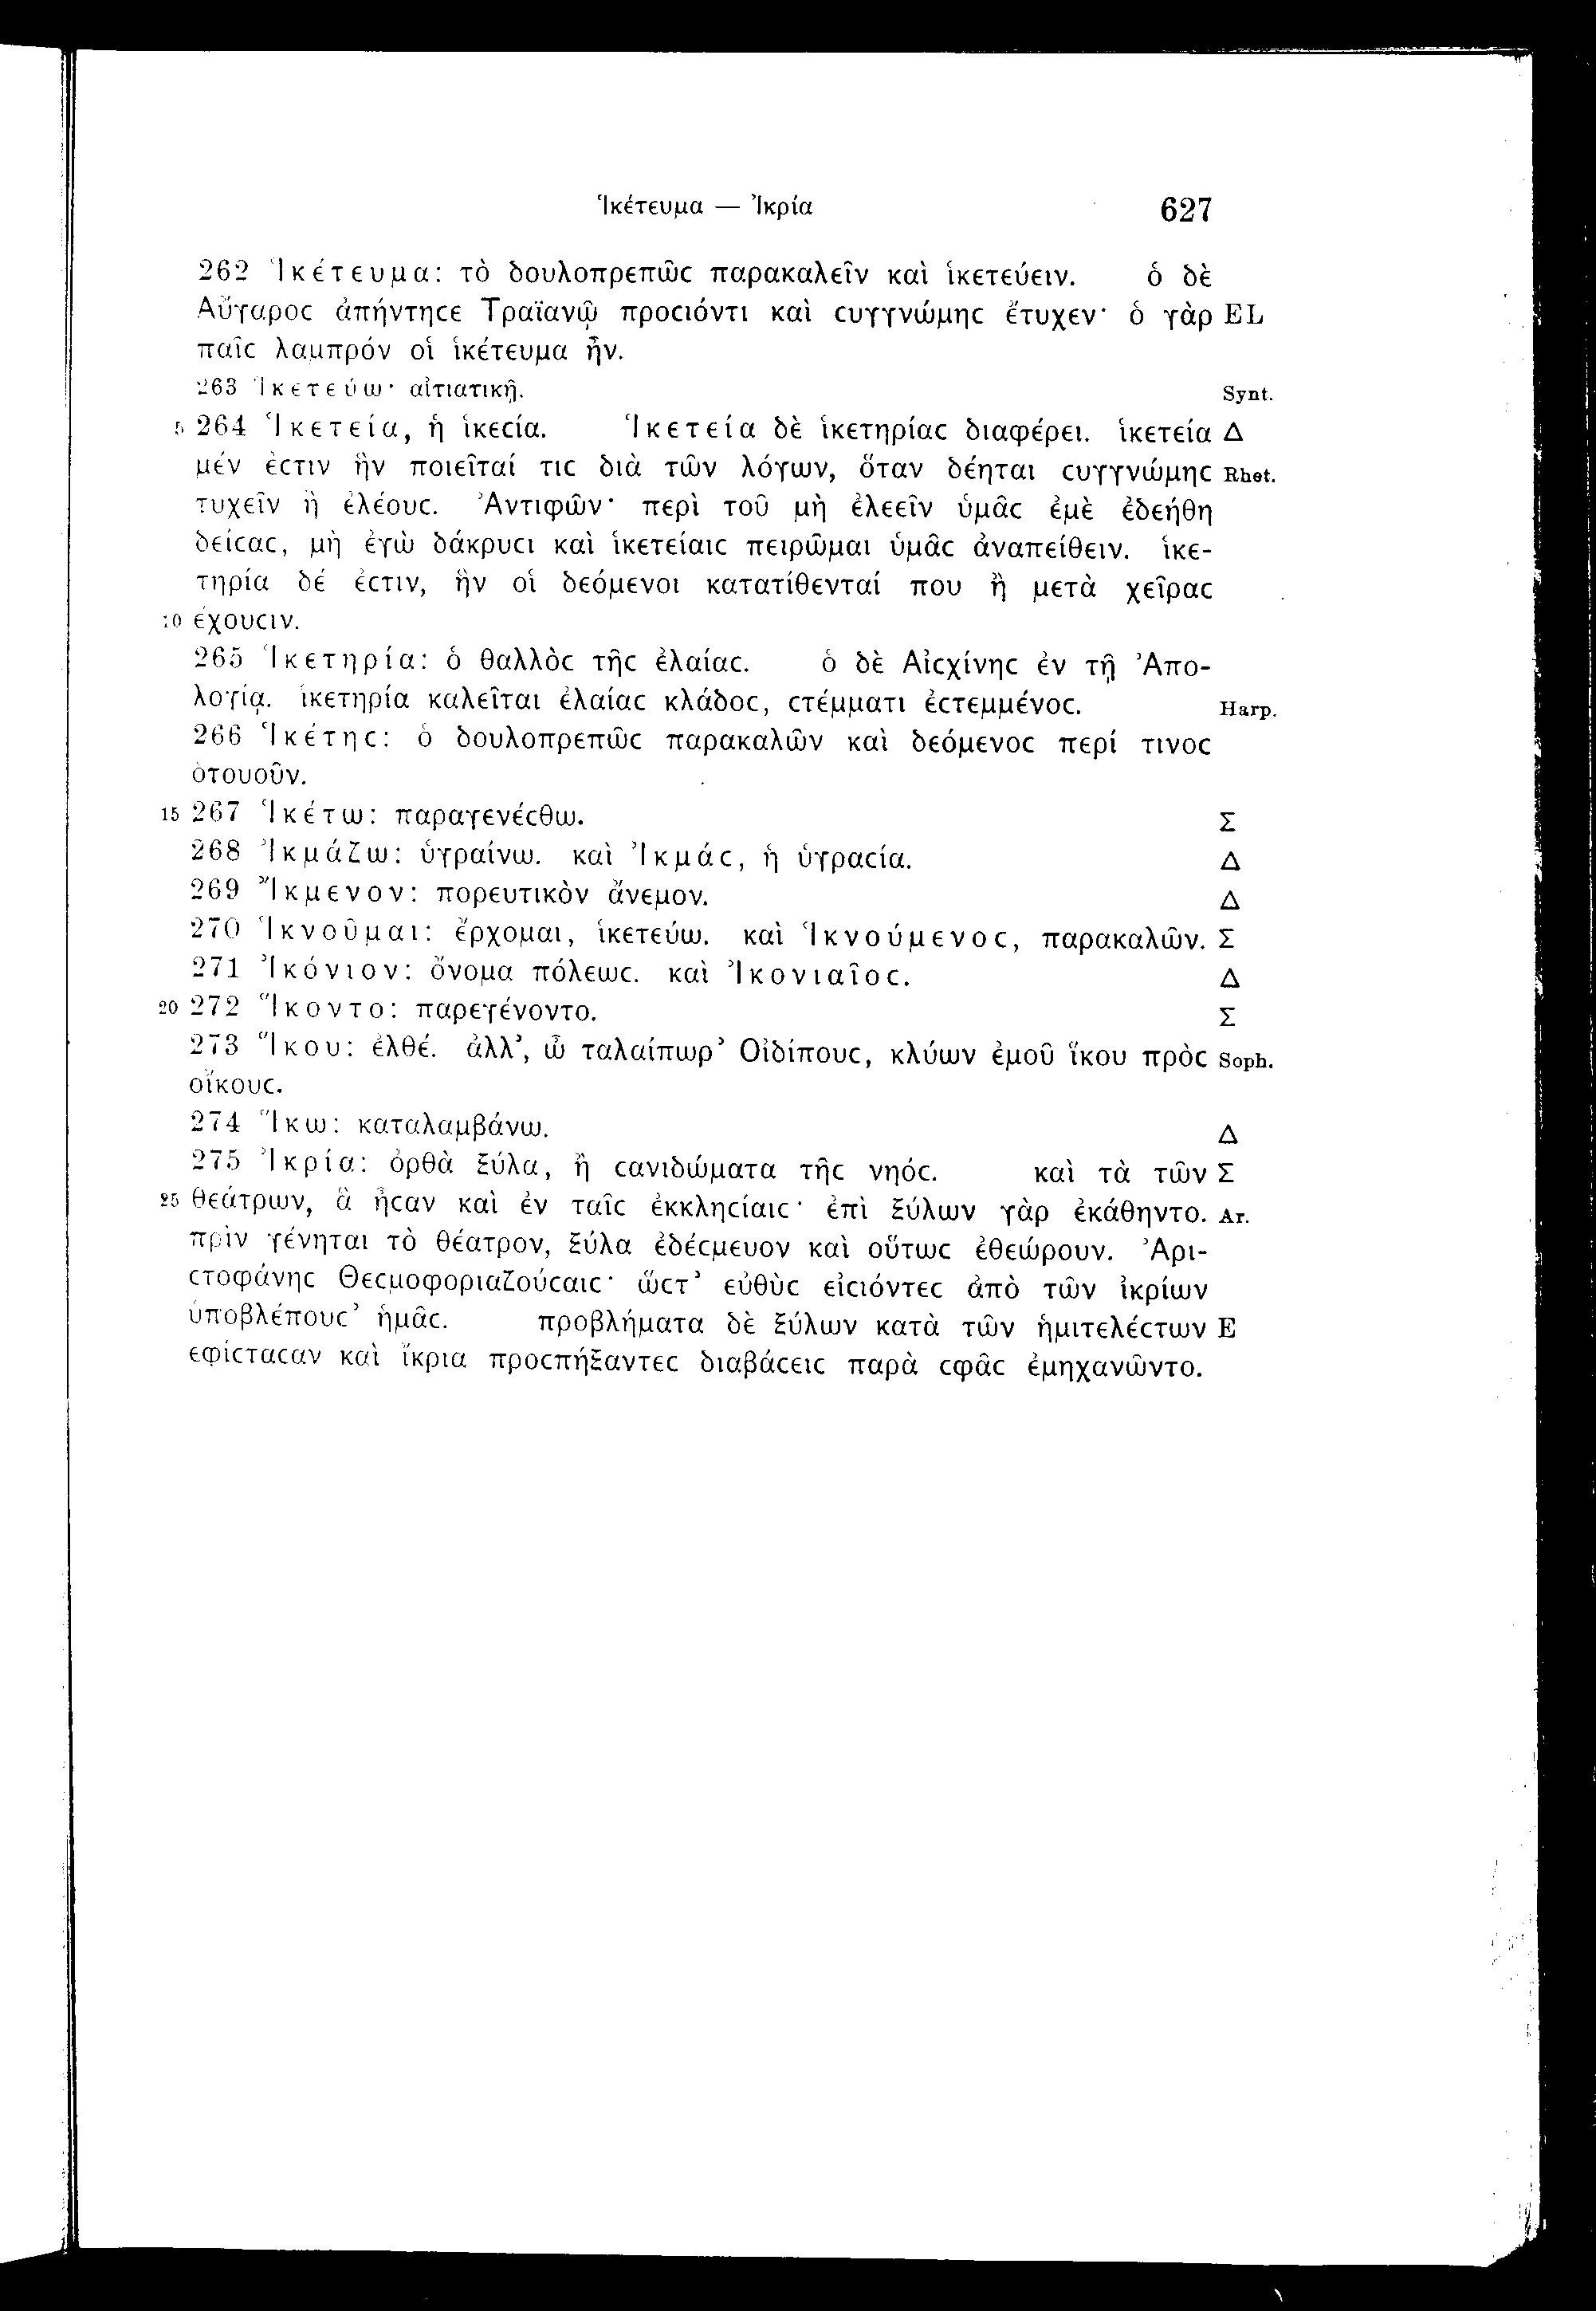 Ἱκέτευμα — Ἰκρία 627
262 Ἱκέτευμα: τὸ δουλοπρεπῶϲ παρακαλεῖν καὶ ἱκετεύειν. ὁ δὲ
Αὔγαροϲ ἀπήντηϲε Τραϊανῷ προϲιόντι καὶ ϲυγγνώμηϲ ἔτυχεν· ὁ γὰρ EL
παῖϲ λαμπρόν οἱ ἱκέτευμα ἦν.
263 Ἱκετεύω· αἰτιατικῇ. Synt.
5 264 Ἱκετεία, ἡ ἱκεϲία. Ἱκετεία δὲ ἱκετηρίαϲ διαφέρει. ἱκετεία Δ
μέν ἐϲτιν ἣν ποιεῖταί τιϲ διὰ τῶν λόγων, ὅταν δέηται ϲυγγνώμηϲ Rhet.
τυχεῖν ἢ ἐλέουϲ. Ἀντιφῶν· περὶ τοῦ μὴ ἐλεεῖν ὑμᾶϲ ἐμὲ ἐδεήθη
δείϲαϲ, μὴ ἐγὼ δάκρυϲι καὶ ἱκετείαιϲ πειρῶμαι ὑμᾶϲ ἀναπείθειν. ἱκε-
τηρία δέ ἐϲτιν, ἣν οἱ δεόμενοι κατατίθενταί που ἢ μετὰ χεῖραϲ
10 ἔχουϲιν.
265 Ἱκετηρία: ὁ θαλλὸϲ τῆϲ ἐλαίαϲ. ὁ δὲ Αἰϲχίνηϲ ἐν τῇ Ἀπο-
λογίᾳ. ἱκετηρία καλεῖται ἐλαίαϲ κλάδοϲ, ϲτέμματι ἐϲτεμμένοϲ. Harp.
266 Ἱκέτηϲ: ὁ δουλοπρεπῶϲ παρακαλῶν καὶ δεόμενοϲ περί τινοϲ
ὁτουοῦν.
15 267 Ἱκέτω: παραγενέϲθω. Σ
268 Ἰκμάζω: ὑγραίνω. καὶ Ἰκμάϲ, ἡ ὑγραϲία. Δ
269 Ἴκμενον: πορευτικὸν ἄνεμον. Δ
270 Ἱκνοῦμαι: ἔρχομαι, ἱκετεύω. καὶ Ἱκνούμενοϲ, παρακαλῶν. Σ
271 Ἰκόνιον: ὄνομα πόλεωϲ. καὶ Ἰκονιαῖοϲ. Δ
20 272 Ἵκοντο: παρεγένοντο. Σ
273 Ἵκου: ἐλθέ. ἀλλ’, ὦ ταλαίπωρ’ Οἰδίπουϲ, κλύων ἐμοῦ ἵκου πρὸϲ Soph.
οἴκουϲ.
274 Ἵκω: καταλαμβάνω. Δ
275 Ἰκρία: ὀρθὰ ξύλα, ἢ ϲανιδώματα τῆϲ νηόϲ. καὶ τὰ τῶν Σ
25 θεάτρων, ἃ ἦϲαν καὶ ἐν ταῖϲ ἐκκληϲίαιϲ· ἐπὶ ξύλων γὰρ ἐκάθηντο. Ar.
πρὶν γένηται τὸ θέατρον, ξύλα ἐδέϲμευον καὶ οὕτωϲ ἐθεώρουν. Ἀρι-
ϲτοφάνηϲ Θεϲμοφοριαζούϲαιϲ· ὥϲτ’ εὐθὺϲ εἰϲιόντεϲ ἀπὸ τῶν ἰκρίων
ὑποβλέπουϲ’ ἡμᾶϲ. προβλήματα δὲ ξύλων κατὰ τῶν ἡμιτελέϲτων E
ἐφίϲταϲαν καὶ ἴκρια προϲπήξαντεϲ διαβάϲειϲ παρὰ ϲφᾶϲ ἐμηχανῶντο.